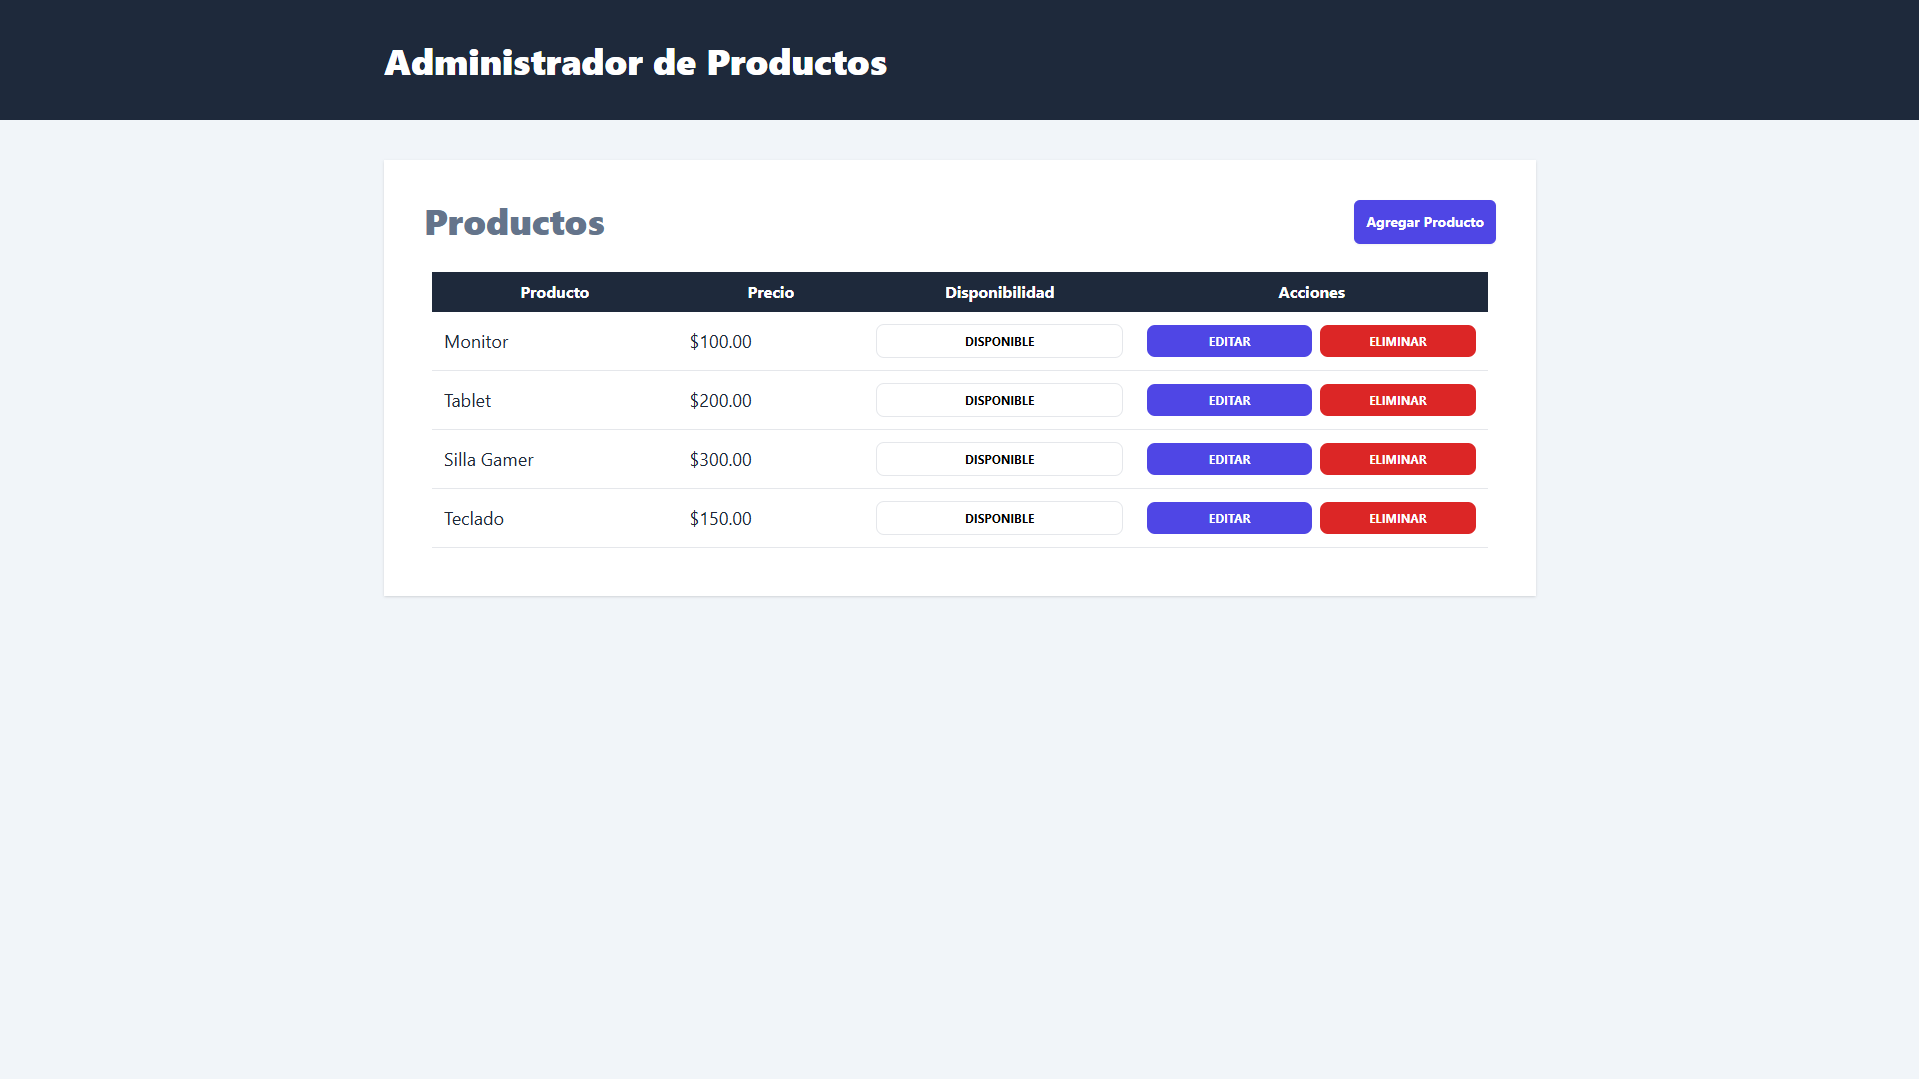 Administrador de Productos
Productos
Agregar Producto
Producto Precio Disponibilidad Acciones
Monitor $100.00 DISPONIBLE EDITAR ELIMINAR
Tablet $200.00 DISPONIBLE EDITAR ELIMINAR
Silla Gamer $300.00 DISPONIBLE EDITAR ELIMINAR
Teclado $150.00 DISPONIBLE EDITAR ELIMINAR